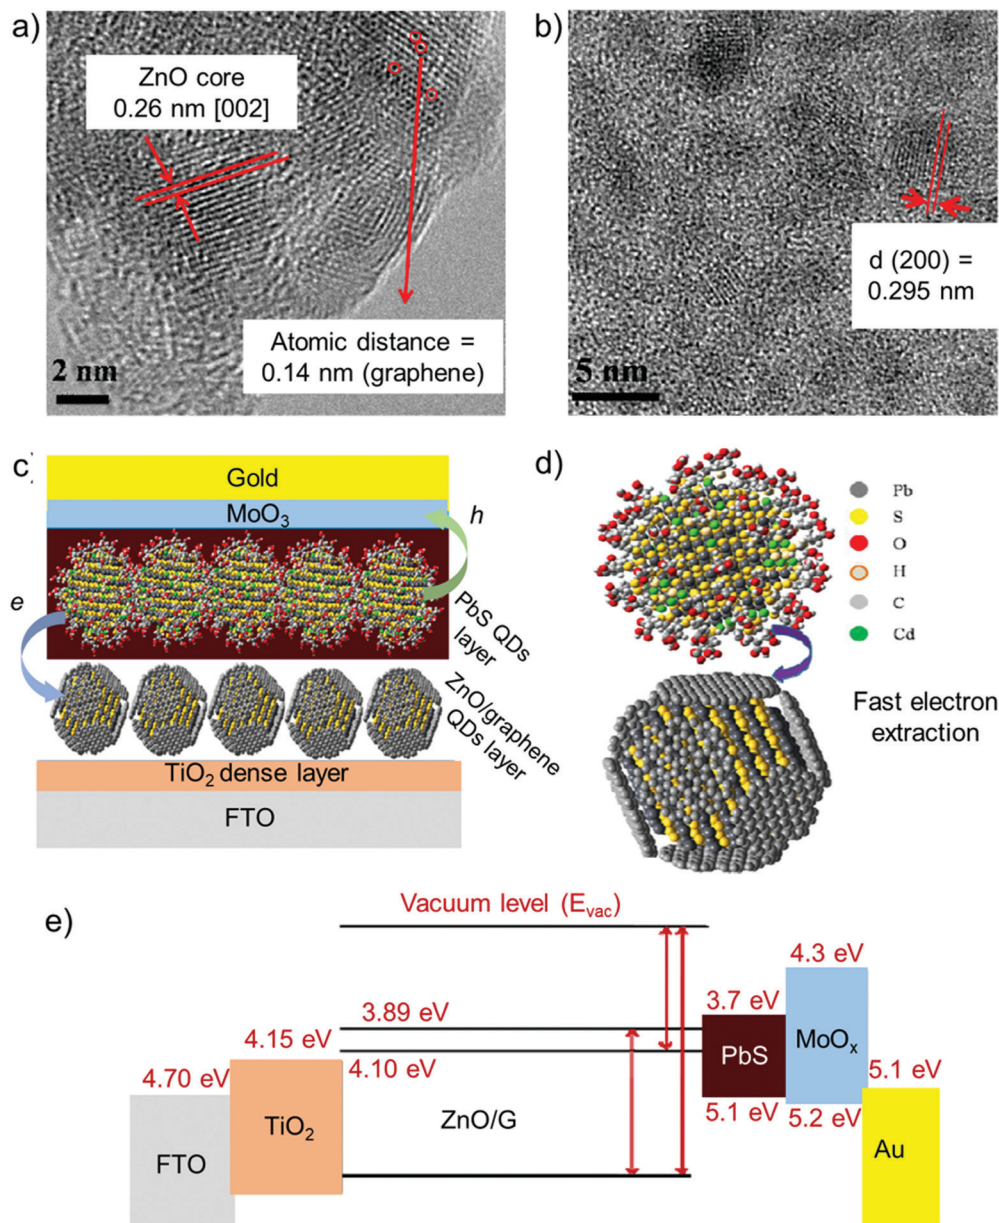 a)
ZnO core
0.26 nm [002]
Atomic distance =
0.14 nm (graphene)
2 nm
b)
d (200) =
0.295 nm
5 nm
c)
Gold
MoO3
h
e
PbS QDs
layer
ZnO/graphene
QDs layer
TiO2 dense layer
FTO
d)
Pb
S
O
H
C
Cd
Fast electron
extraction
e)
Vacuum level (Evac)
4.3 eV
3.89 eV
3.7 eV
4.15 eV
MoOx
PbS
4.70 eV
4.10 eV
5.1 eV
TiO2
ZnO/G
5.1 eV
5.2 eV
FTO
Au